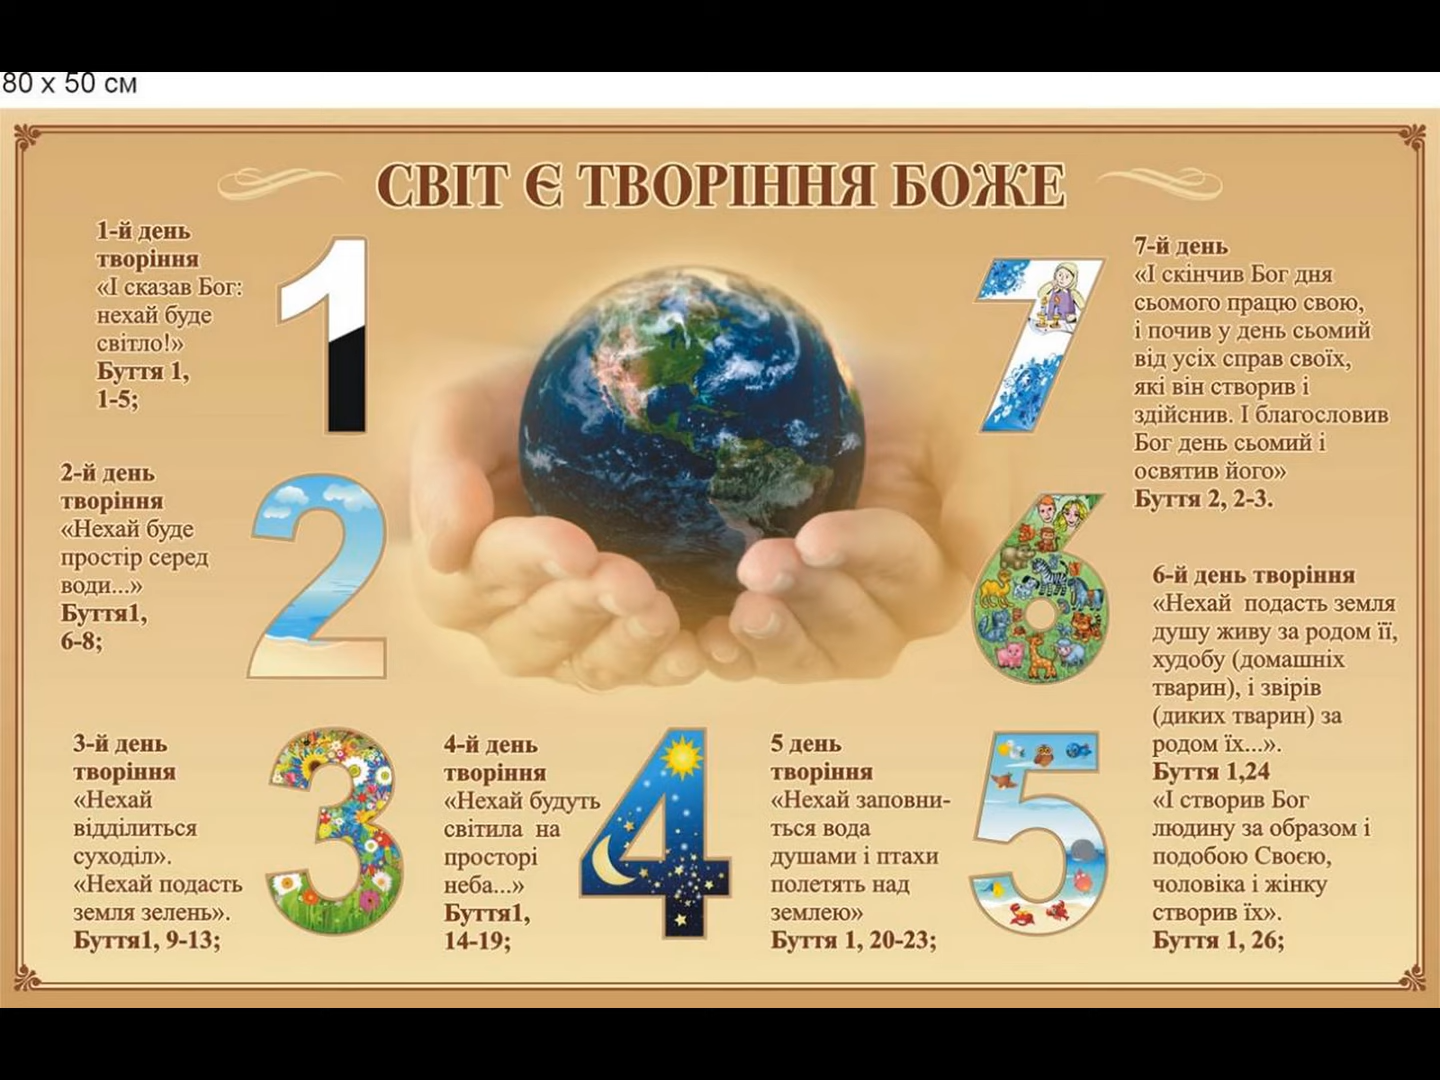 80 x 50 см
СВІТ Є ТВОРІННЯ БОЖЕ
1-й день
творіння
«І сказав Бог:
нехай буде
світло!»
Буття 1,
1-5;
1
2-й день
творіння
«Нехай буде
простір серед
води...»
Буття1,
6-8;
2
3-й день
творіння
«Нехай
відділиться
суходіл».
«Нехай подасть
земля зелень».
Буття1, 9-13;
3
4-й день
творіння
«Нехай будуть
світила на
просторі
неба...»
Буття1,
14-19;
4
5 день
творіння
«Нехай заповни-
ться вода
душами і птахи
полетять над
землею»
Буття 1, 20-23;
5
6-й день творіння
«Нехай подасть земля
душу живу за родом її,
худобу (домашніх
тварин), і звірів
(диких тварин) за
родом їх...».
Буття 1,24
«І створив Бог
людину за образом і
подобою Своєю,
чоловіка і жінку
створив їх».
Буття 1, 26;
6
7-й день
«І скінчив Бог дня
сьомого працю свою,
і почив у день сьомий
від усіх справ своїх,
які він створив і
здійснив. І благословив
Бог день сьомий і
освятив його»
Буття 2, 2-3.
7